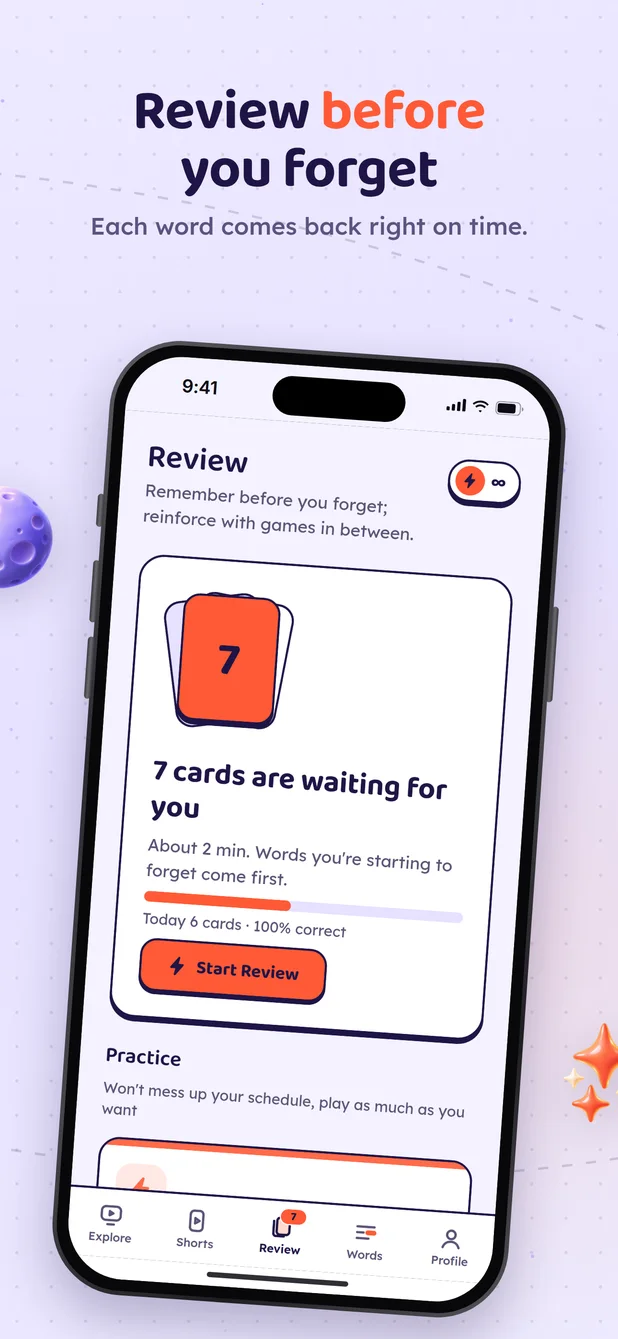 Review before
you forget
Each word comes back right on time.
9:41
Review
Remember before you forget;
reinforce with games in between.
∞
7
7 cards are waiting for
you
About 2 min. Words you're starting to
forget come first.
Today 6 cards · 100% correct
Start Review
Practice
Won't mess up your schedule, play as much as you
want
7
Explore
Shorts
Review
Words
Profile